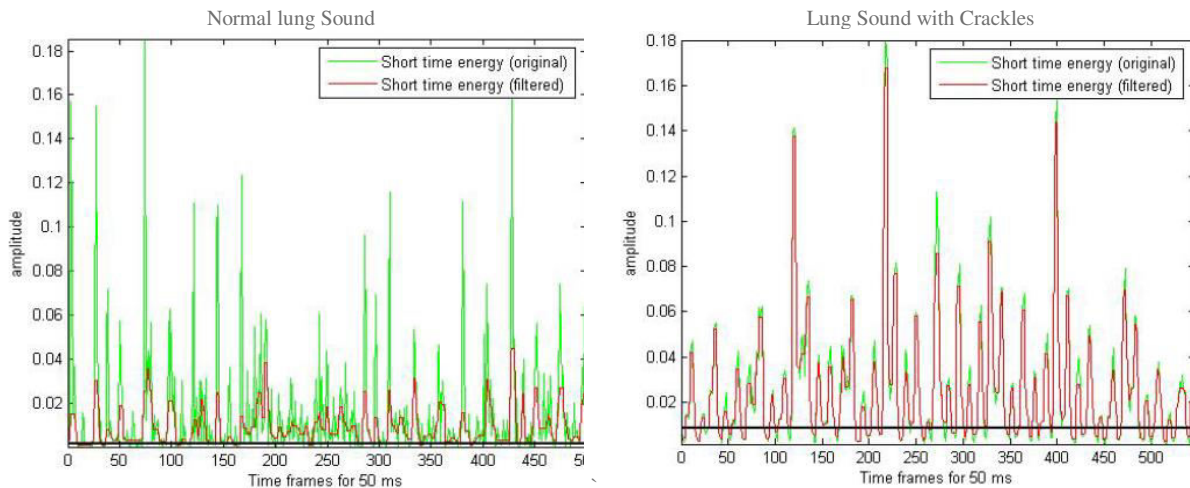 Normal lung Sound
Short time energy (original)
Short time energy (filtered)
0.18
0.16
0.14
0.12
0.1
0.08
0.06
0.04
0.02
amplitude
0 50 100 150 200 250 300 350 400 450 50
Time frames for 50 ms
Lung Sound with Crackles
Short time energy (original)
Short time energy (filtered)
0.18
0.16
0.14
0.12
0.1
0.08
0.06
0.04
0.02
amplitude
0 50 100 150 200 250 300 350 400 450 500
Time frames for 50 ms